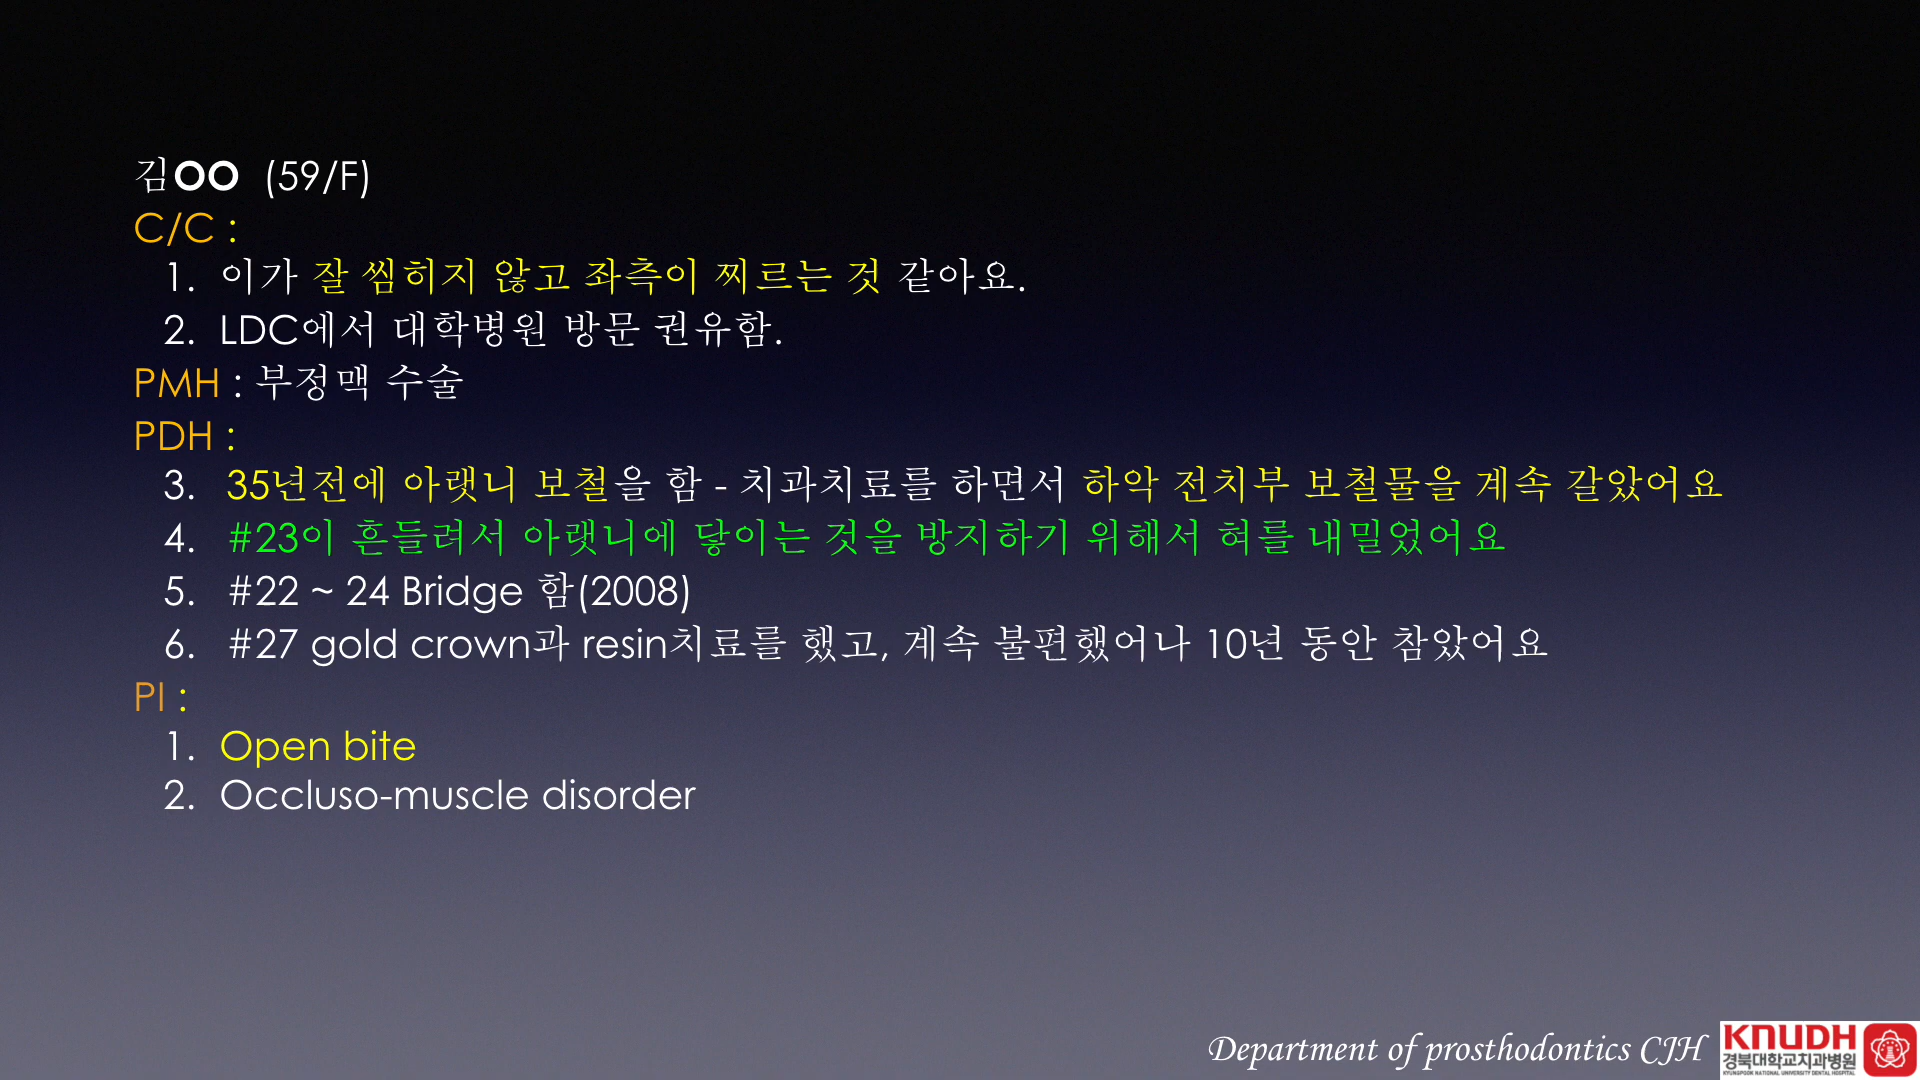 김○○ (59/F)
C/C :
1. 이가 잘 씹히지 않고 좌측이 찌르는 것 같아요.
2. LDC에서 대학병원 방문 권유함.
PMH : 부정맥 수술
PDH :
3. 35년전에 아랫니 보철을 함 - 치과치료를 하면서 하악 전치부 보철물을 계속 갈았어요
4. #23이 흔들려서 아랫니에 닿이는 것을 방지하기 위해서 혀를 내밀었어요
5. #22 ~ 24 Bridge 함(2008)
6. #27 gold crown과 resin치료를 했고, 계속 불편했어나 10년 동안 참았어요
PI :
1. Open bite
2. Occluso-muscle disorder
Department of prosthodontics CJH
KNUDH
경북대학교치과병원
KYUNGPOOK NATIONAL UNIVERSITY DENTAL HOSPITAL